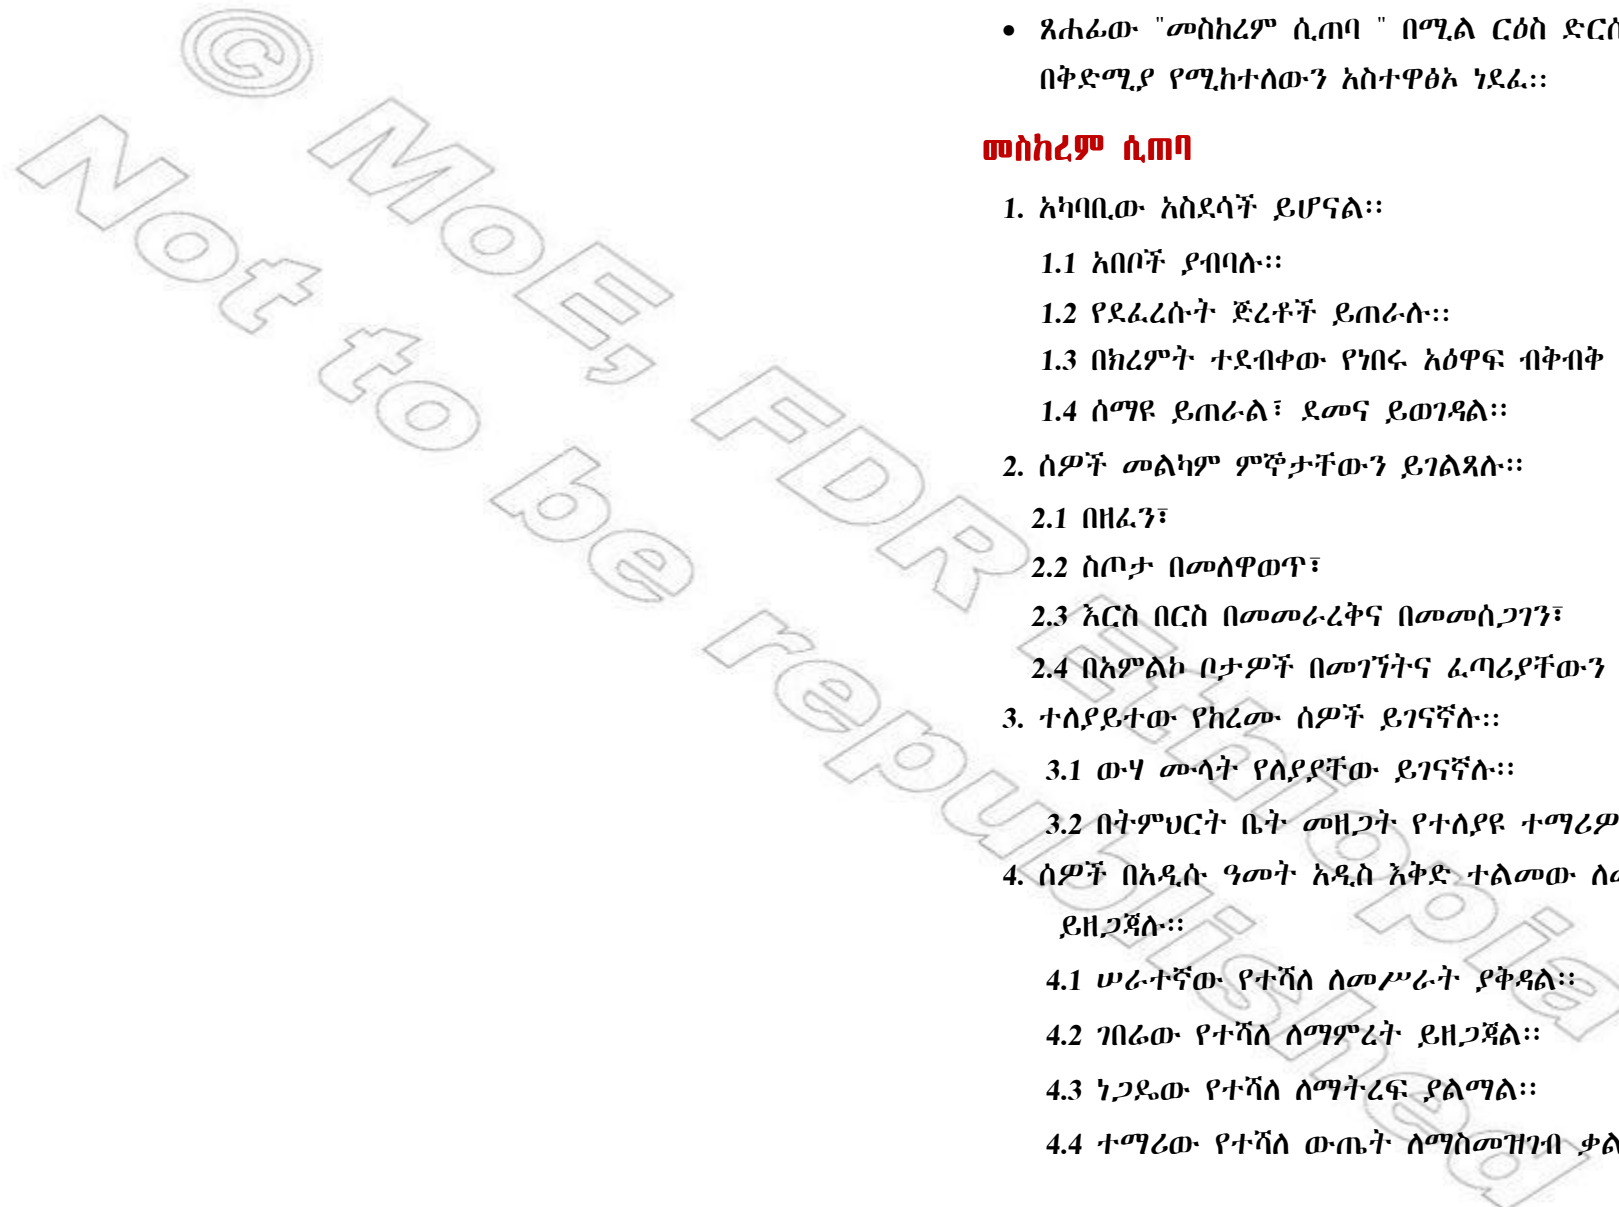 • ጸሐፊው "መስከረም ሲጠባ " በሚል ርዕስ
በቅድሚያ የሚከተለውን አስተዋፅኦ ነደፈ፡፡
መስከረም ሲጠባ
1. አካባቢው አስደሳች ይሆናል፡፡
1.1 አበቦች ያብባሉ፡፡
1.2 የደፈረሱት ጅረቶች ይጠራሉ፡፡
1.3 በክረምት ተደብቀው የነበሩ አዕዋፍ ብቅብቅ
1.4 ሰማዩ ይጠራል፣ ደመና ይወገዳል፡፡
2. ሰዎች መልካም ምኞታቸውን ይገልጻሉ፡፡
2.1 በዘፈን፣
2.2 ስጦታ በመለዋወጥ፣
2.3 እርስ በርስ በመመራረቅና በመመሰጋገን፣
2.4 በአምልኮ ቦታዎች በመገኘትና ፈጣሪያቸውን
3. ተለያይተው የከረሙ ሰዎች ይገናኛሉ፡፡
3.1 ውሃ ሙላት የለያያቸው ይገናኛሉ፡፡
3.2 በትምህርት ቤት መዘጋት የተለያዩ
4. ሰዎች በአዲሱ ዓመት አዲስ እቅድ ተልመው
ይዘጋጃሉ፡፡
4.1 ሠራተኛው የተሻለ ለመሥራት ያቅዳል፡፡
4.2 ገበሬው የተሻለ ለማምረት ይዘጋጃል፡፡
4.3 ነጋዴው የተሻለ ለማትረፍ ያልማል፡፡
4.4 ተማሪው የተሻለ ውጤት ለማስመዝገብ
© MoE, FDR Ethiopia
Not to be republished